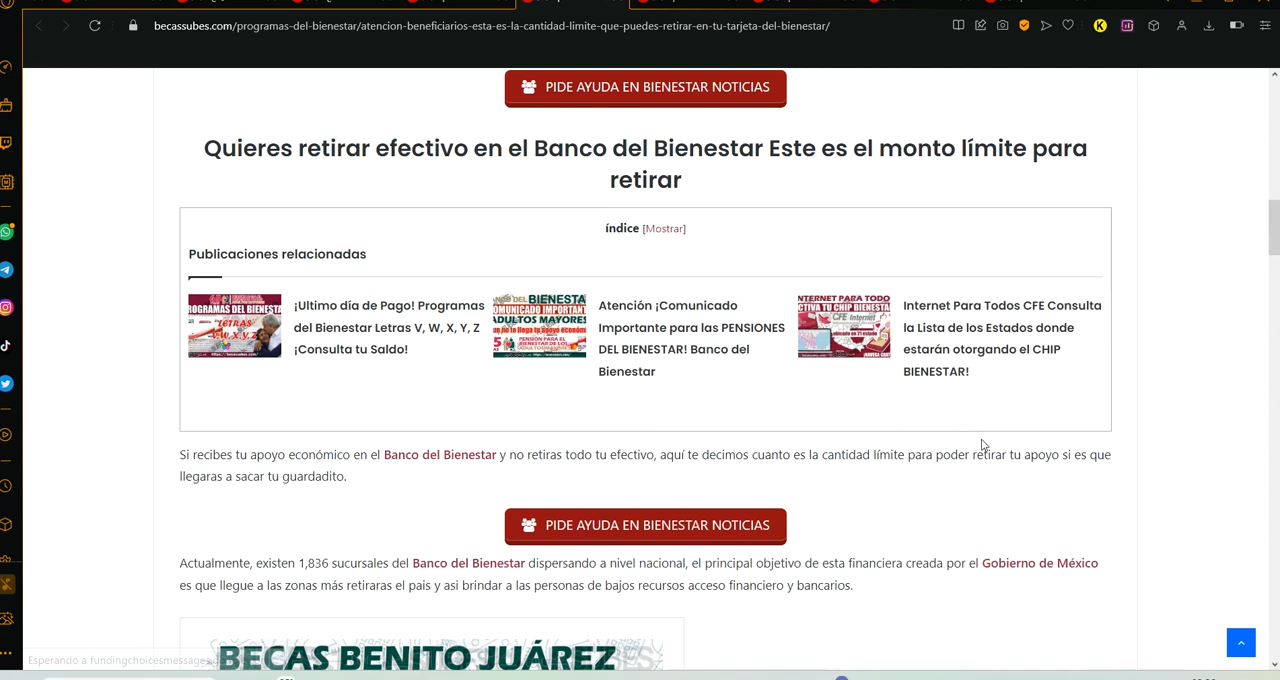 becassubes.com/programas-del-bienestar/atencion-beneficiarios-esta-es-la-cantidad-limite-que-puedes-retirar-en-tu-tarjeta-del-bienestar/
PIDE AYUDA EN BIENESTAR NOTICIAS
Quieres retirar efectivo en el Banco del Bienestar Este es el monto límite para
retirar
índice [Mostrar]
Publicaciones relacionadas
¡Ultimo día de Pago! Programas
del Bienestar Letras V, W, X, Y, Z
¡Consulta tu Saldo!
Atención ¡Comunicado
Importante para las PENSIONES
DEL BIENESTAR! Banco del
Bienestar
Internet Para Todos CFE Consulta
la Lista de los Estados donde
estarán otorgando el CHIP
BIENESTAR!
Si recibes tu apoyo económico en el Banco del Bienestar y no retiras todo tu efectivo, aquí te decimos cuanto es la cantidad límite para poder retirar tu apoyo si es que
llegaras a sacar tu guardadito.
PIDE AYUDA EN BIENESTAR NOTICIAS
Actualmente, existen 1,836 sucursales del Banco del Bienestar dispersando a nivel nacional, el principal objetivo de esta financiera creada por el Gobierno de México
es que llegue a las zonas más retiraras el pais y asi brindar a las personas de bajos recursos acceso financiero y bancarios.
BECAS BENITO JUÁREZ
Esperando a fundingchoicesmessages